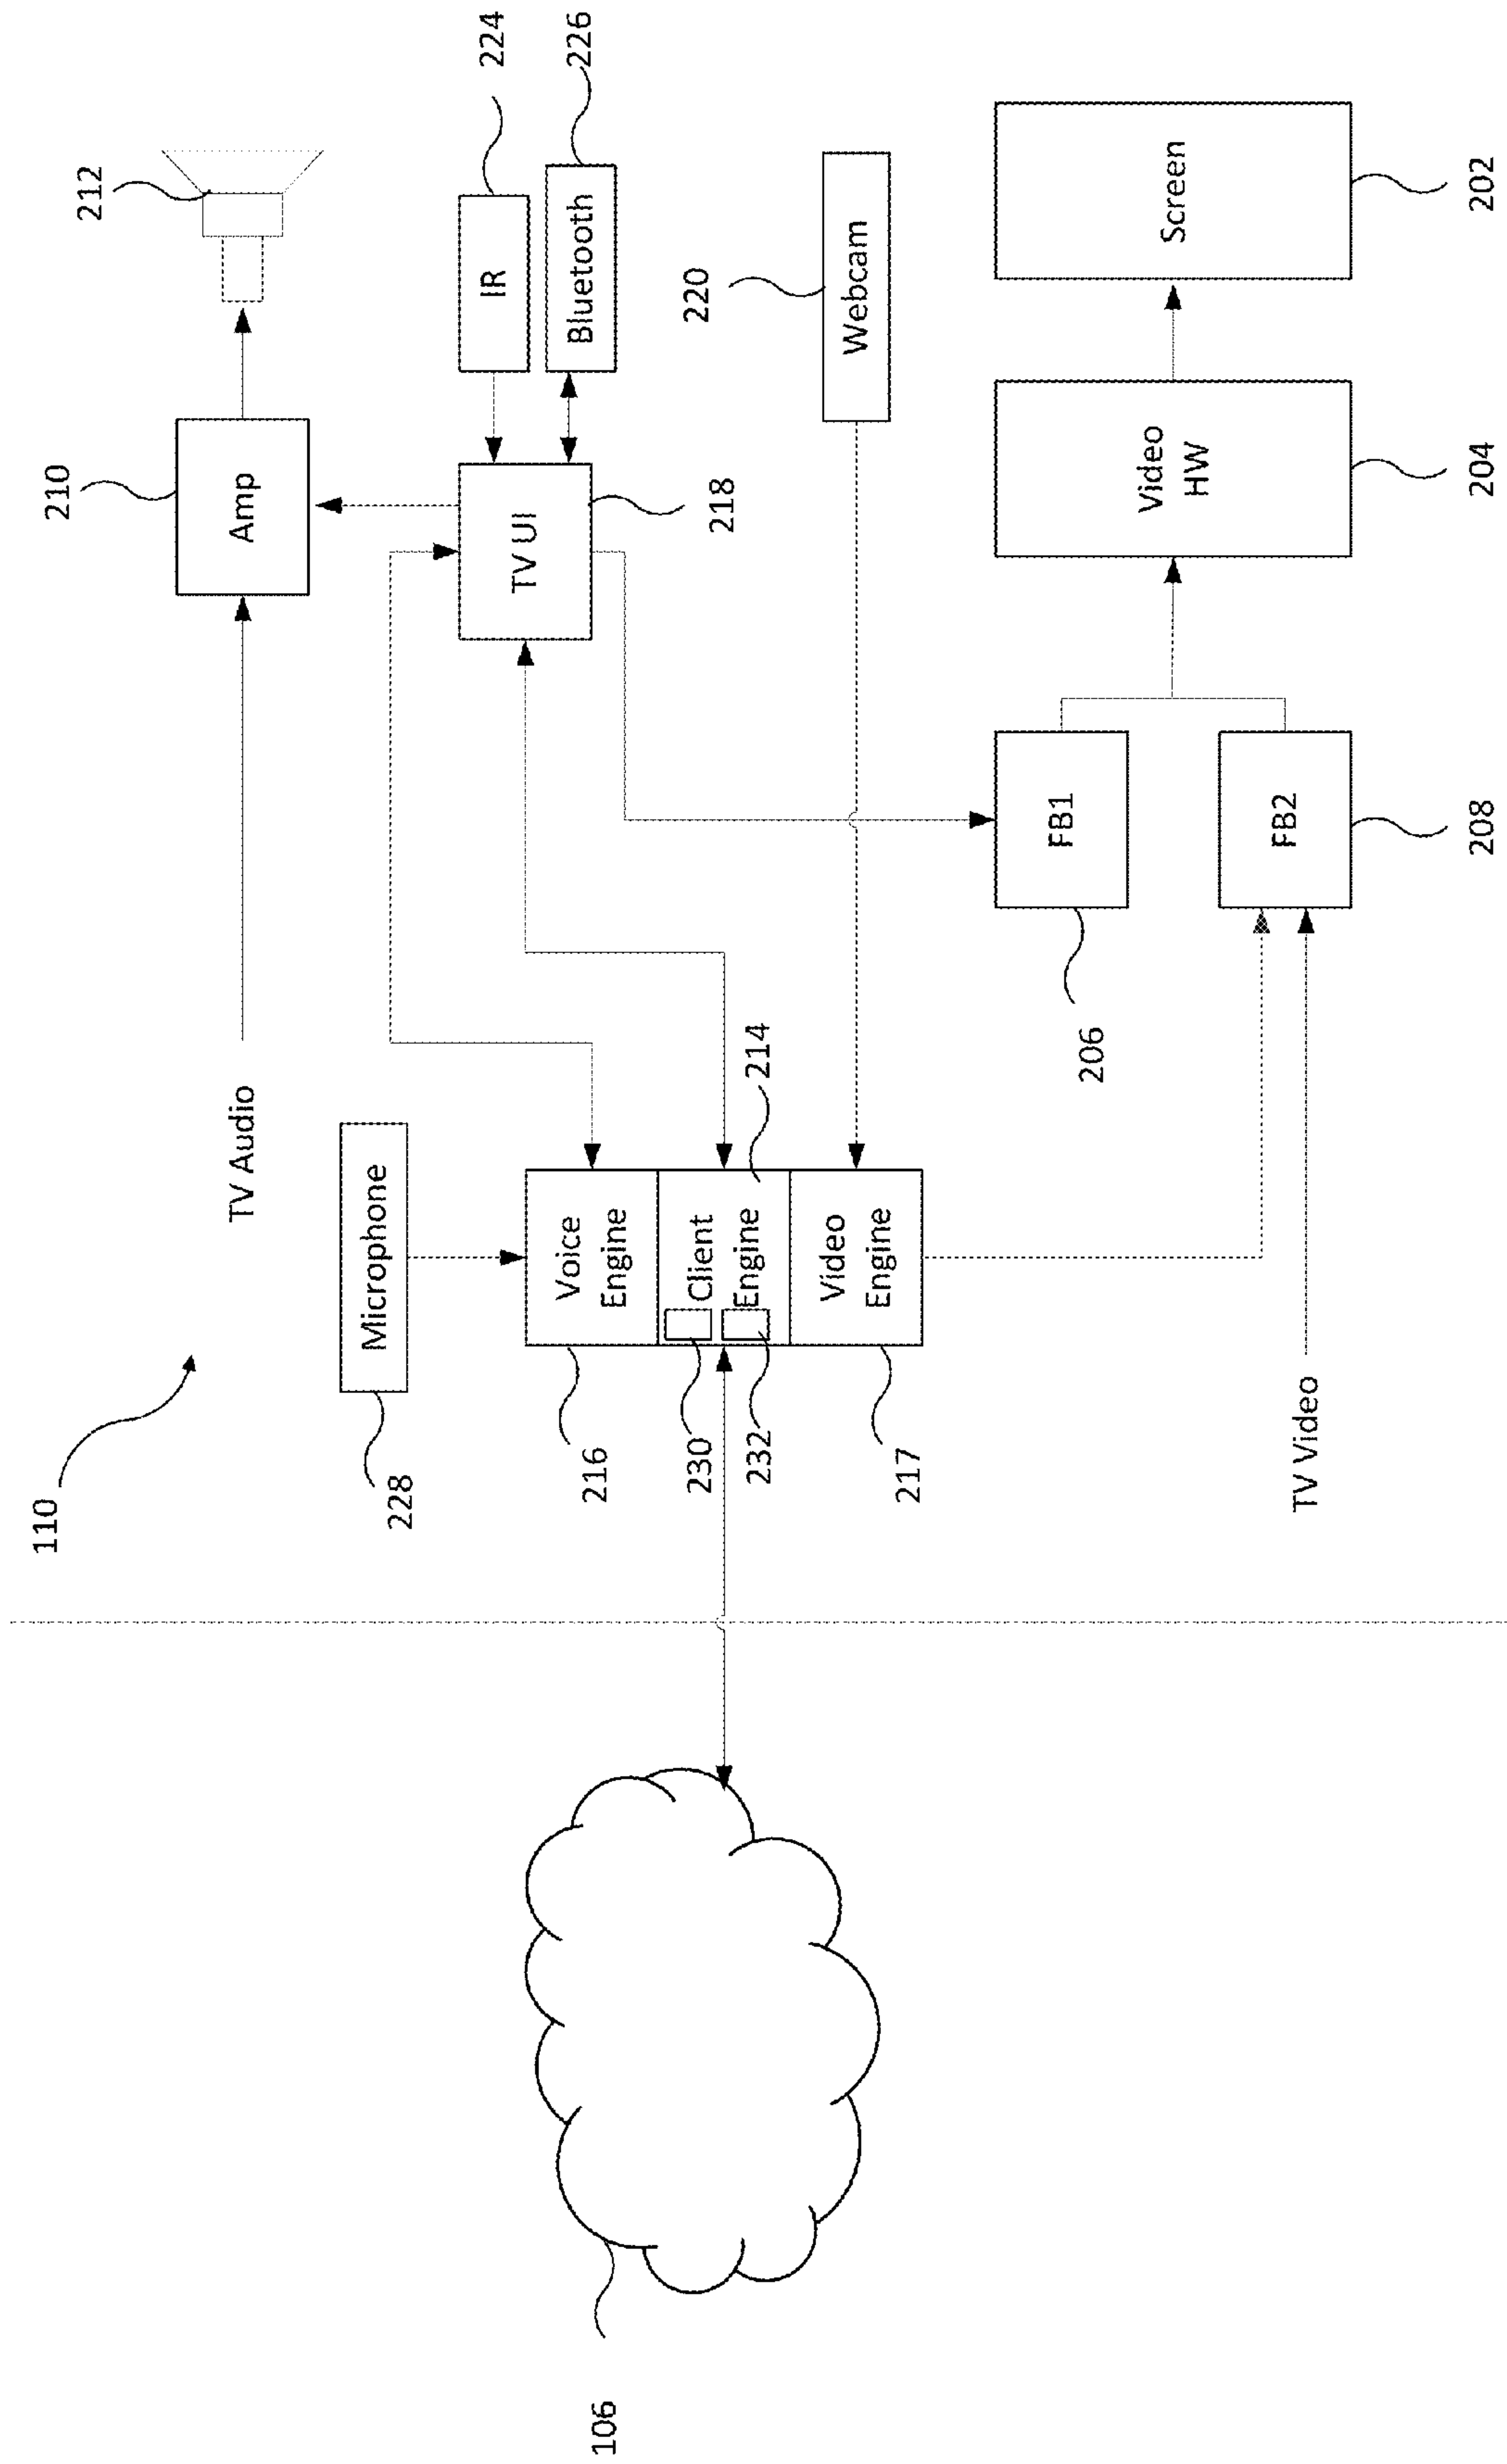 110
TV Audio
210
Amp
212
Microphone
228
TV UI
218
IR
224
Bluetooth
226
Voice
Engine
216
Client
Engine
214
230
232
Video
Engine
217
Webcam
220
106
FB1
206
FB2
208
Video
HW
204
Screen
202
TV Video